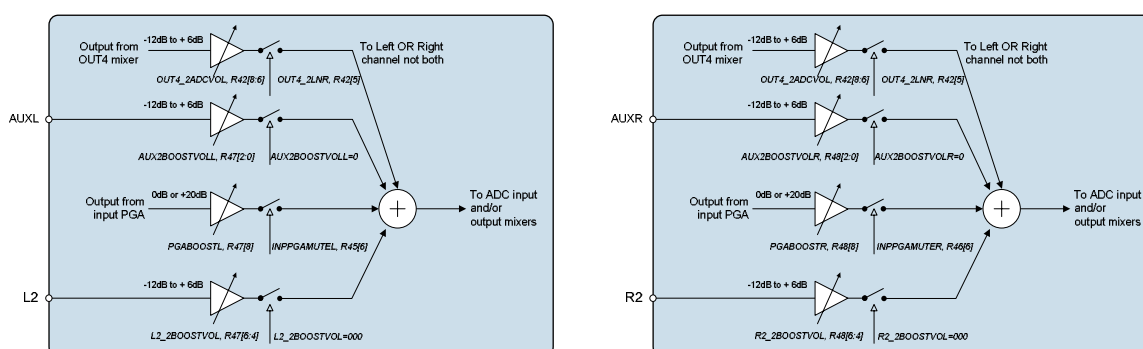 Output from
OUT4 mixer
-12dB to + 6dB
To Left OR Right
channel not both
OUT4_2ADCVOL, R42[8:6]
OUT4_2LNR, R42[5]
-12dB to + 6dB
AUXL
AUX2BOOSTVOLL, R47[2:0]
AUX2BOOSTVOLL=0
Output from
input PGA
0dB or +20dB
To ADC input
and/or
output mixers
PGABOOSTL, R47[8]
INPPGAMUTEL, R45[6]
-12dB to + 6dB
L2
L2_2BOOSTVOL, R47[6:4]
L2_2BOOSTVOL=000
Output from
OUT4 mixer
-12dB to + 6dB
To Left OR Right
channel not both
OUT4_2ADCVOL, R42[8:6]
OUT4_2LNR, R42[5]
-12dB to + 6dB
AUXR
AUX2BOOSTVOLR, R48[2:0]
AUX2BOOSTVOLR=0
Output from
input PGA
0dB or +20dB
To ADC input
and/or
output mixers
PGABOOSTR, R48[8]
INPPGAMUTER, R46[6]
-12dB to + 6dB
R2
R2_2BOOSTVOL, R48[6:4]
R2_2BOOSTVOL=000